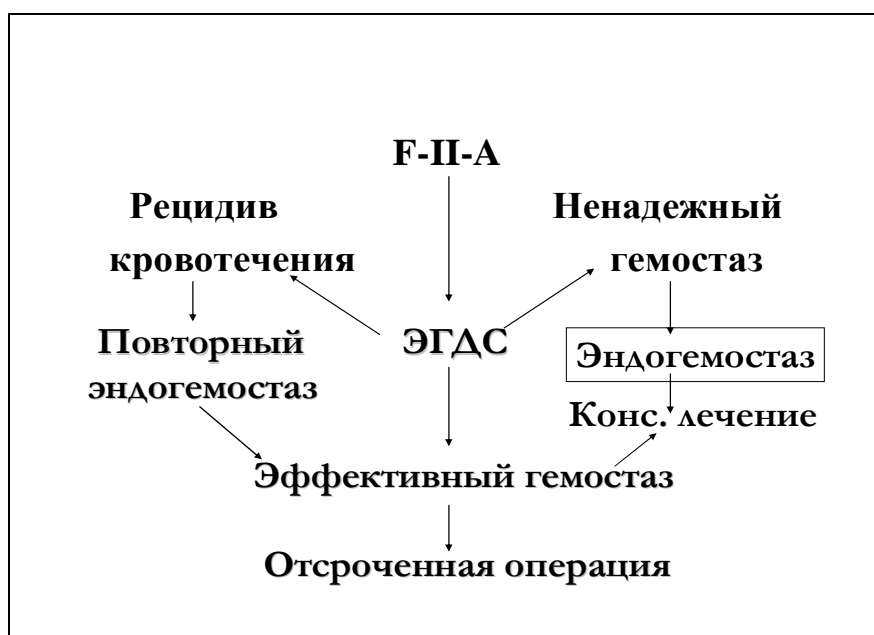 F-II-A
Рецидив
кровотечения
Ненадежный
гемостаз
Повторный
эндогемостаз
ЭГДС
Эндогемостаз
Конс. лечение
Эффективный гемостаз
Отсроченная операция